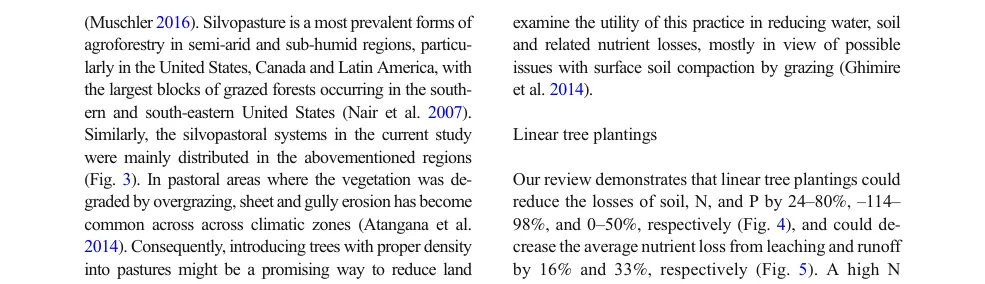 (Muschler 2016). Silvopasture is a most prevalent forms of
agroforestry in semi-arid and sub-humid regions, particu-
larly in the United States, Canada and Latin America, with
the largest blocks of grazed forests occurring in the south-
ern and south-eastern United States (Nair et al. 2007).
Similarly, the silvopastoral systems in the current study
were mainly distributed in the abovementioned regions
(Fig. 3). In pastoral areas where the vegetation was de-
graded by overgrazing, sheet and gully erosion has become
common across across climatic zones (Atangana et al.
2014). Consequently, introducing trees with proper density
into pastures might be a promising way to reduce land
examine the utility of this practice in reducing water, soil
and related nutrient losses, mostly in view of possible
issues with surface soil compaction by grazing (Ghimire
et al. 2014).
Linear tree plantings
Our review demonstrates that linear tree plantings could
reduce the losses of soil, N, and P by 24–80%, –114–
98%, and 0–50%, respectively (Fig. 4), and could de-
crease the average nutrient loss from leaching and runoff
by 16% and 33%, respectively (Fig. 5). A high N